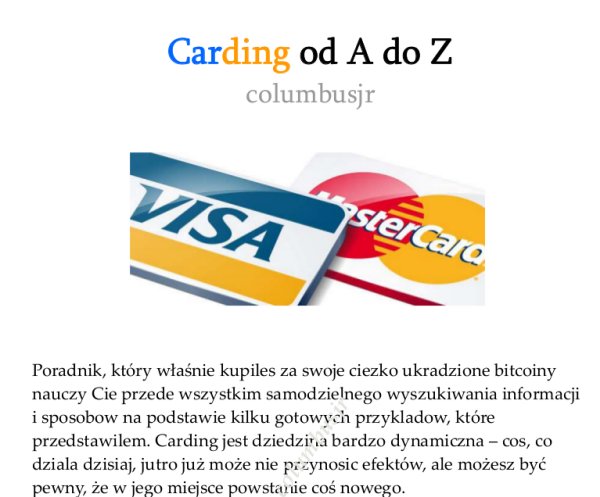 Carding od A do Z
columbusjr
VISA
MasterCard
Poradnik, który właśnie kupiles za swoje ciezko ukradzione bitcoiny
nauczy Cie przede wszystkim samodzielnego wyszukiwania informacji
i sposobow na podstawie kilku gotowych przykladow, które
przedstawilem. Carding jest dziedzina bardzo dynamiczna – cos, co
dziala dzisiaj, jutro już może nie przynosic efektów, ale możesz być
pewny, że w jego miejsce powstanie coś nowego.
columbusjr